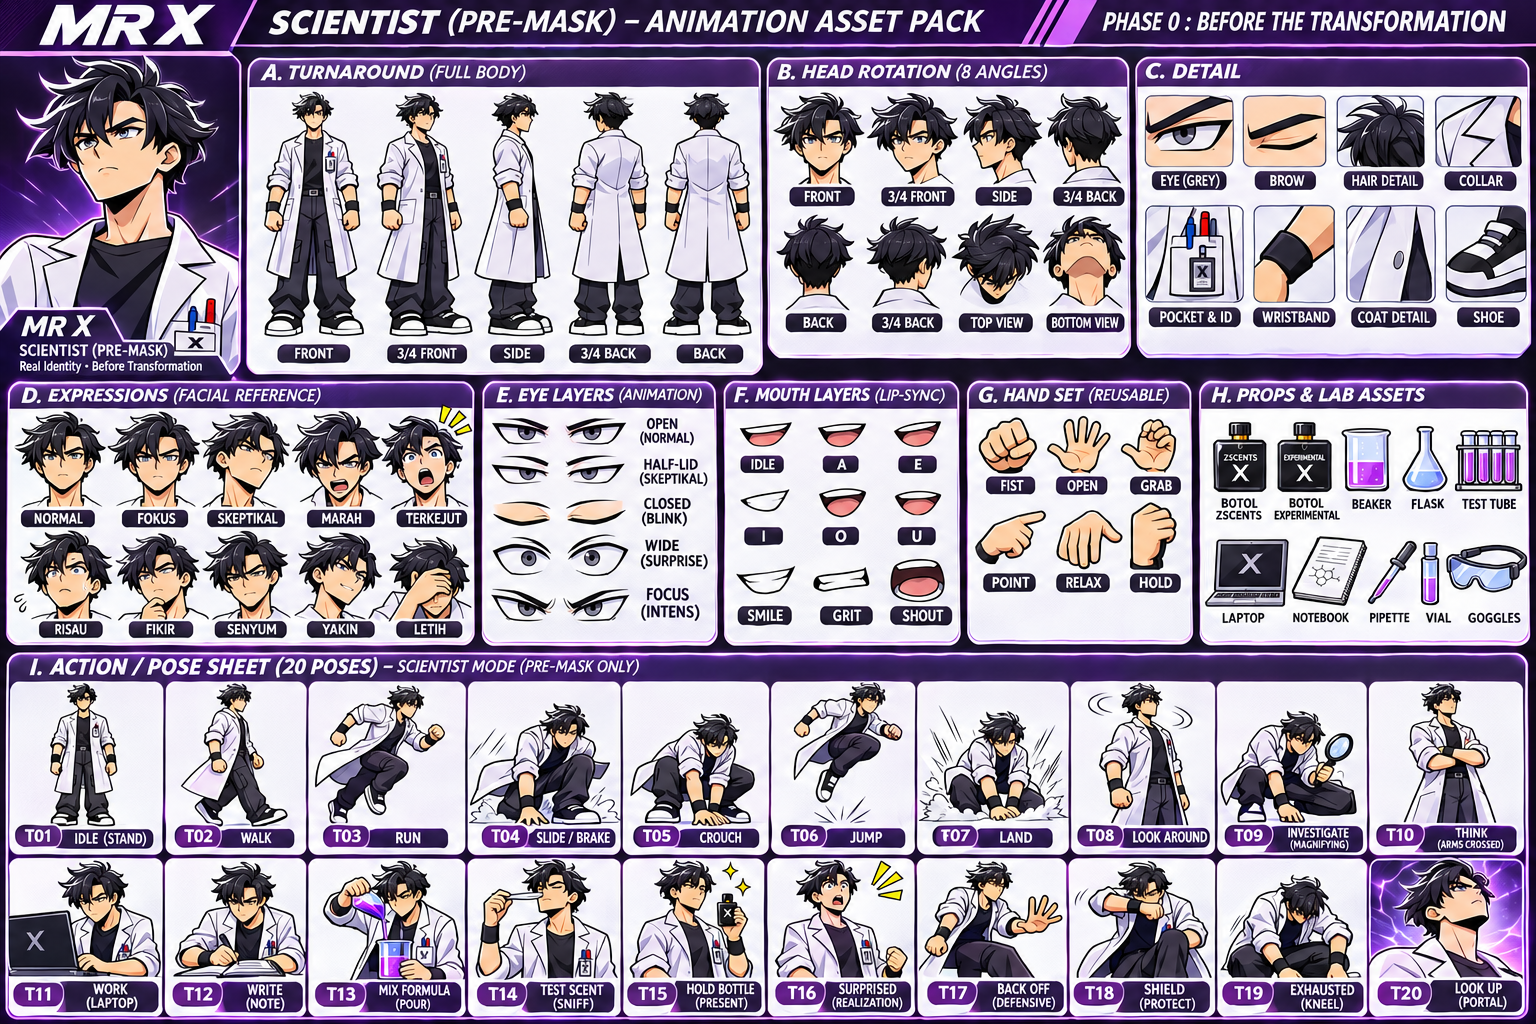 MR X
SCIENTIST (PRE-MASK) – ANIMATION ASSET PACK
PHASE 0 : BEFORE THE TRANSFORMATION
MR X
SCIENTIST (PRE-MASK)
Real Identity • Before Transformation
X
A. TURNAROUND (FULL BODY)
FRONT
3/4 FRONT
SIDE
3/4 BACK
BACK
B. HEAD ROTATION (8 ANGLES)
FRONT
3/4 FRONT
SIDE
3/4 BACK
BACK
3/4 BACK
TOP VIEW
BOTTOM VIEW
C. DETAIL
EYE (GREY)
BROW
HAIR DETAIL
COLLAR
X
POCKET & ID
WRISTBAND
COAT DETAIL
SHOE
D. EXPRESSIONS (FACIAL REFERENCE)
NORMAL
FOKUS
SKEPTIKAL
MARAH
TERKEJUT
RISAU
FIKIR
SENYUM
YAKIN
LETIH
E. EYE LAYERS (ANIMATION)
OPEN
(NORMAL)
HALF-LID
(SKEPTIKAL)
CLOSED
(BLINK)
WIDE
(SURPRISE)
FOCUS
(INTENS)
F. MOUTH LAYERS (LIP-SYNC)
IDLE
A
E
I
O
U
SMILE
GRIT
SHOUT
G. HAND SET (REUSABLE)
FIST
OPEN
GRAB
POINT
RELAX
HOLD
H. PROPS & LAB ASSETS
ZSCENTS
X
EXPERIMENTAL
X
BOTOL
ZSCENTS
BOTOL
EXPERIMENTAL
BEAKER
FLASK
TEST TUBE
X
LAPTOP
NOTEBOOK
PIPETTE
VIAL
GOGGLES
I. ACTION / POSE SHEET (20 POSES) – SCIENTIST MODE (PRE-MASK ONLY)
T01 IDLE (STAND)
T02 WALK
T03 RUN
T04 SLIDE / BRAKE
T05 CROUCH
T06 JUMP
T07 LAND
T08 LOOK AROUND
T09 INVESTIGATE
(MAGNIFYING)
T10 THINK
(ARMS CROSSED)
X
T11 WORK
(LAPTOP)
T12 WRITE
(NOTE)
T13 MIX FORMULA
(POUR)
T14 TEST SCENT
(SNIFF)
X
T15 HOLD BOTTLE
(PRESENT)
T16 SURPRISED
(REALIZATION)
T17 BACK OFF
(DEFENSIVE)
T18 SHIELD
(PROTECT)
T19 EXHAUSTED
(KNEEL)
T20 LOOK UP
(PORTAL)